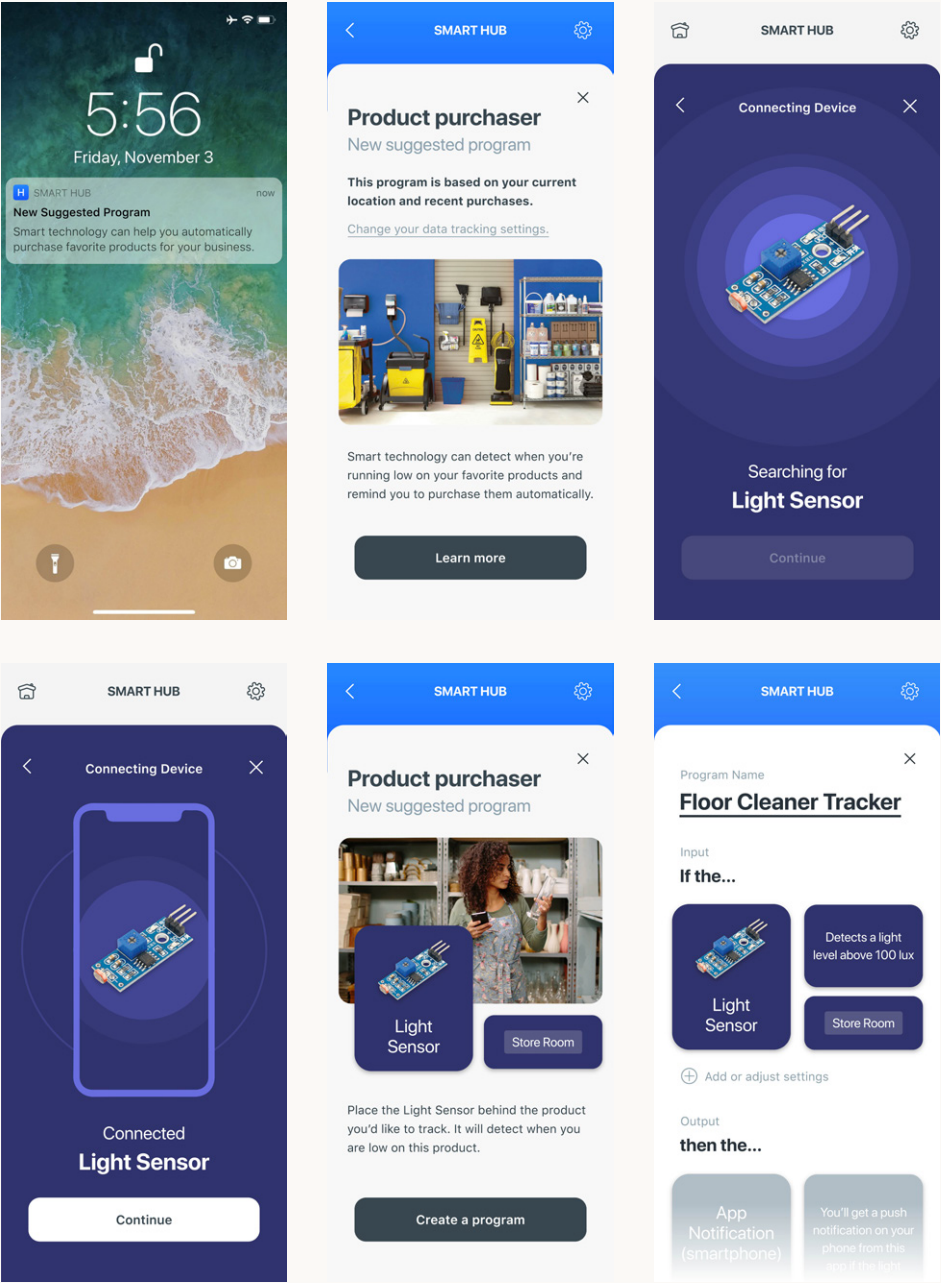 5:56
Friday, November 3
H SMART HUB now
New Suggested Program
Smart technology can help you automatically
purchase favorite products for your business.
SMART HUB
Product purchaser
New suggested program
This program is based on your current
location and recent purchases.
Change your data tracking settings.
Smart technology can detect when you're
running low on your favorite products and
remind you to purchase them automatically.
Learn more
SMART HUB
Connecting Device
Searching for
Light Sensor
Continue
SMART HUB
Connecting Device
Connected
Light Sensor
Continue
SMART HUB
Product purchaser
New suggested program
Light
Sensor
Store Room
Place the Light Sensor behind the product
you'd like to track. It will detect when you
are low on this product.
Create a program
SMART HUB
Program Name
Floor Cleaner Tracker
Input
If the...
Light
Sensor
Detects a light
level above 100 lux
Store Room
Add or adjust settings
Output
then the...
App
Notification
(smartphone)
You'll get a push
notification on your
phone from this
app if the light